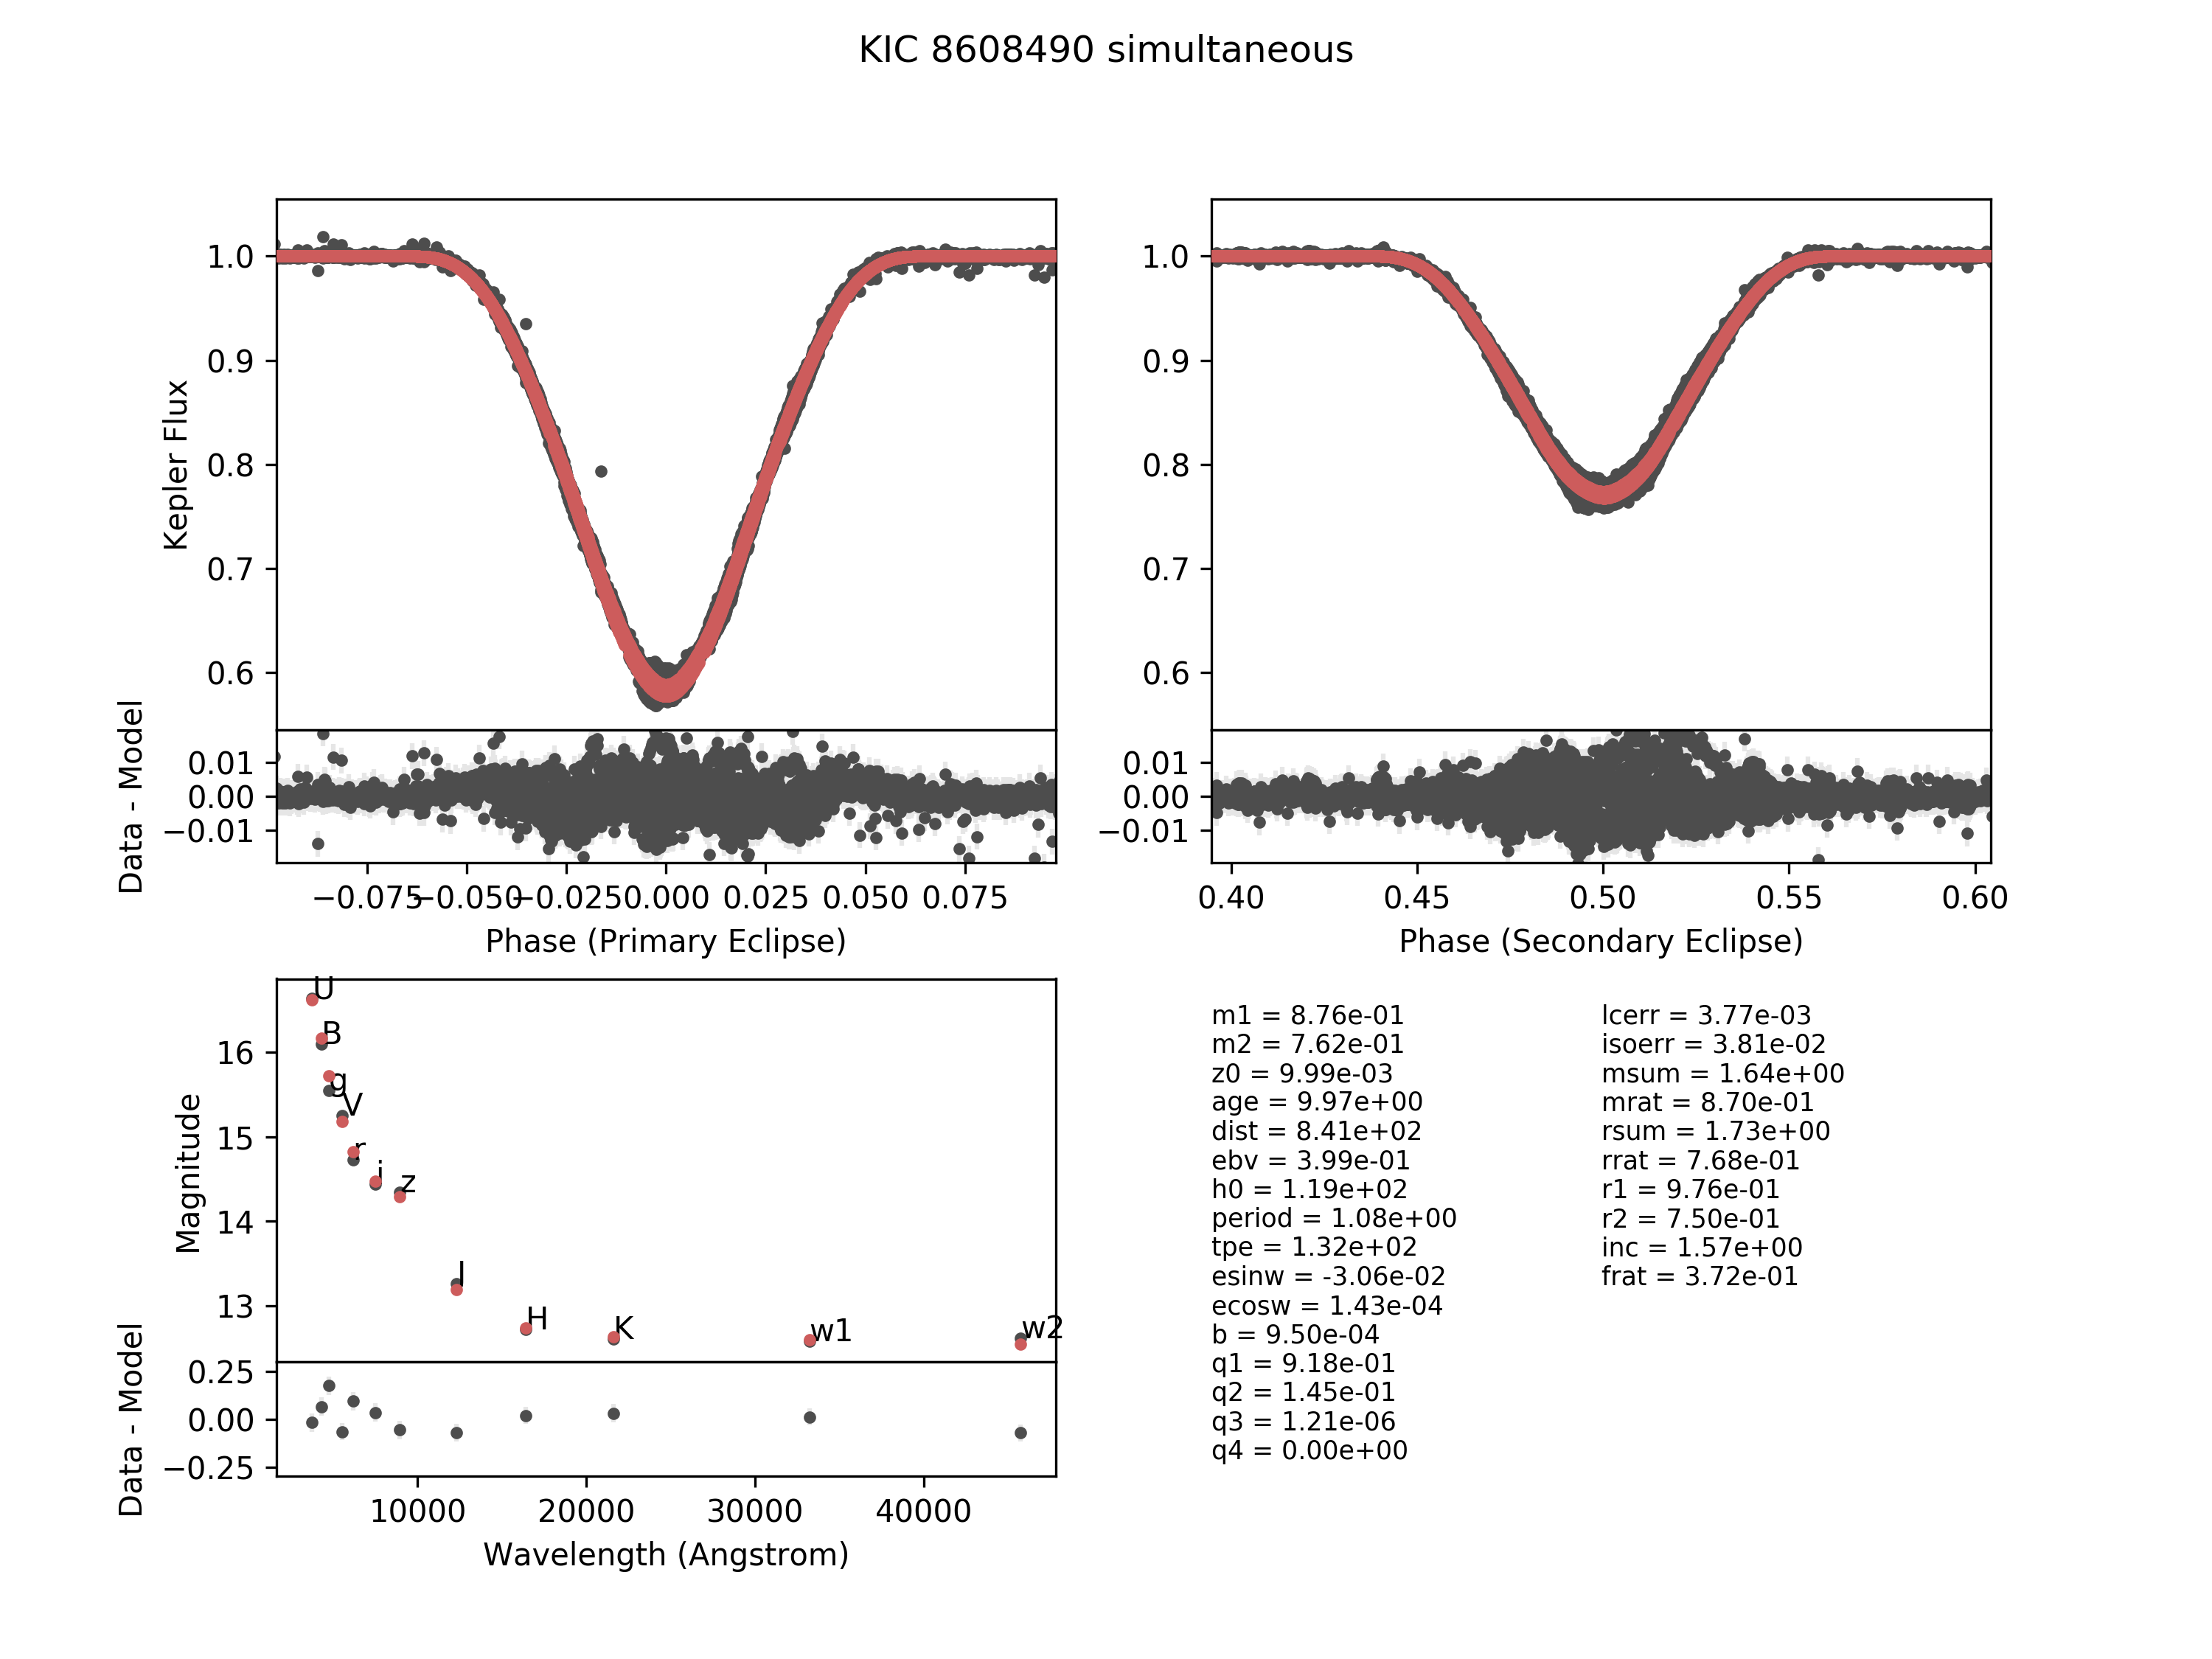 KIC 8608490 simultaneous
1.0
0.9
0.8
0.7
0.6
Kepler Flux
0.01
0.00
−0.01
Data - Model
−0.075 −0.050 −0.025 0.000 0.025 0.050 0.075
Phase (Primary Eclipse)
1.0
0.9
0.8
0.7
0.6
0.01
0.00
−0.01
0.40 0.45 0.50 0.55 0.60
Phase (Secondary Eclipse)
16
15
14
13
Magnitude
U
B
g
V
r
i
z
J
H
K
w1
w2
0.25
0.00
−0.25
Data - Model
10000 20000 30000 40000
Wavelength (Angstrom)
m1 = 8.76e-01
m2 = 7.62e-01
z0 = 9.99e-03
age = 9.97e+00
dist = 8.41e+02
ebv = 3.99e-01
h0 = 1.19e+02
period = 1.08e+00
tpe = 1.32e+02
esinw = -3.06e-02
ecosw = 1.43e-04
b = 9.50e-04
q1 = 9.18e-01
q2 = 1.45e-01
q3 = 1.21e-06
q4 = 0.00e+00
lcerr = 3.77e-03
isoerr = 3.81e-02
msum = 1.64e+00
mrat = 8.70e-01
rsum = 1.73e+00
rrat = 7.68e-01
r1 = 9.76e-01
r2 = 7.50e-01
inc = 1.57e+00
frat = 3.72e-01